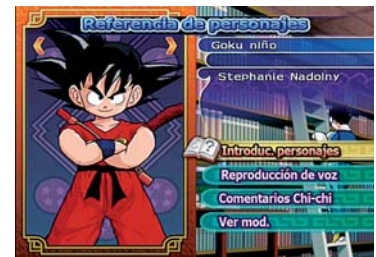 Referencia de personajes
Goku niño
Stephanie Nadolny
Introduc. personajes
Reproducción de voz
Comentarios Chi-chi
Ver mod.